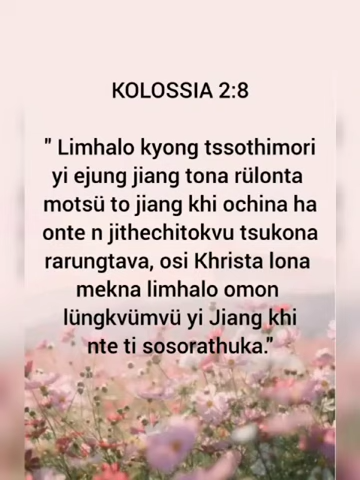 KOLOSSIA 2:8
" Limhalo kyong tssothimori
yi ejung jiang tona rülonta
motsü to jiang khi ochina ha
onte n jithechitokvu tsukona
rarungtava, osi Khrista lona
mekna limhalo omon
lüngkvümvü yi Jiang khi
nte ti sosorathuka."